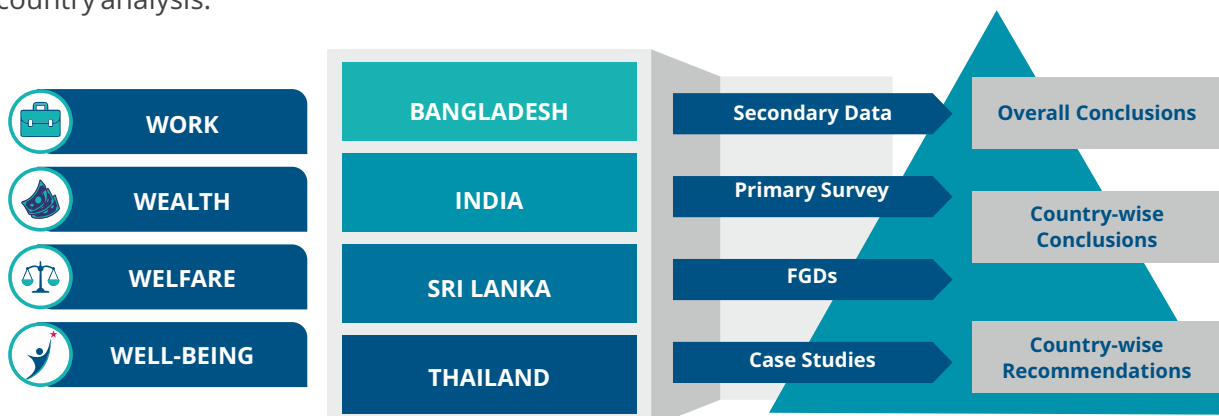 country analysis.
WORK
WEALTH
WELFARE
WELL-BEING
BANGLADESH
INDIA
SRI LANKA
THAILAND
Secondary Data
Primary Survey
FGDs
Case Studies
Overall Conclusions
Country-wise
Conclusions
Country-wise
Recommendations